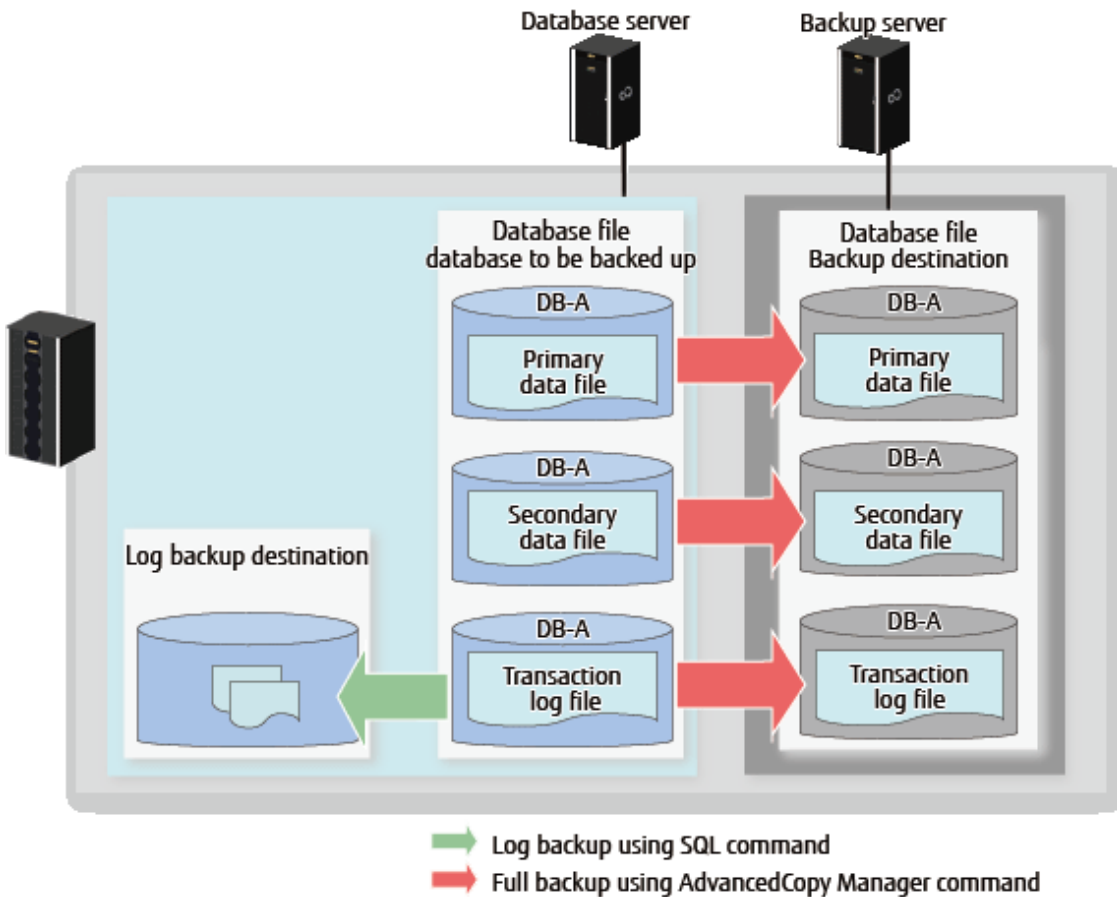 Database server
Backup server
Database file
database to be backed up
Database file
Backup destination
DB-A
Primary
data file
DB-A
Primary
data file
DB-A
Secondary
data file
DB-A
Secondary
data file
Log backup destination
DB-A
Transaction
log file
DB-A
Transaction
log file
Log backup using SQL command
Full backup using AdvancedCopy Manager command